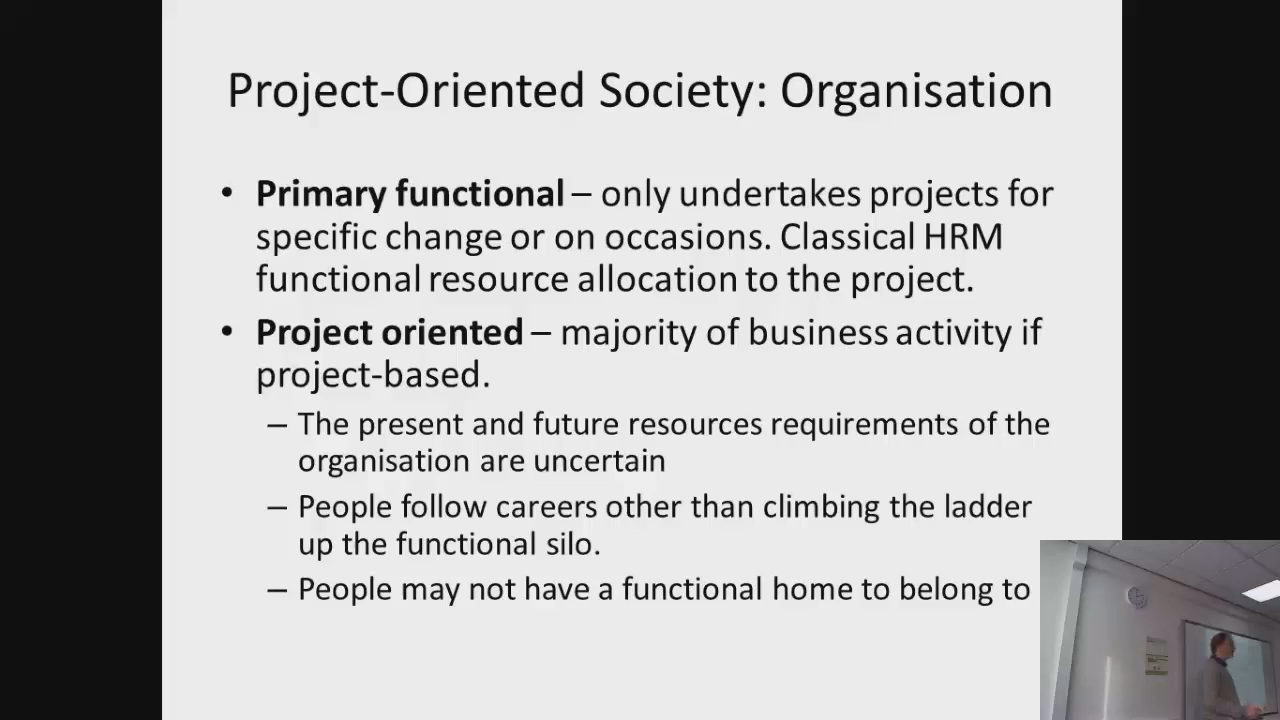 Project-Oriented Society: Organisation
• Primary functional – only undertakes projects for
specific change or on occasions. Classical HRM
functional resource allocation to the project.
• Project oriented – majority of business activity if
project-based.
– The present and future resources requirements of the
organisation are uncertain
– People follow careers other than climbing the ladder
up the functional silo.
– People may not have a functional home to belong to